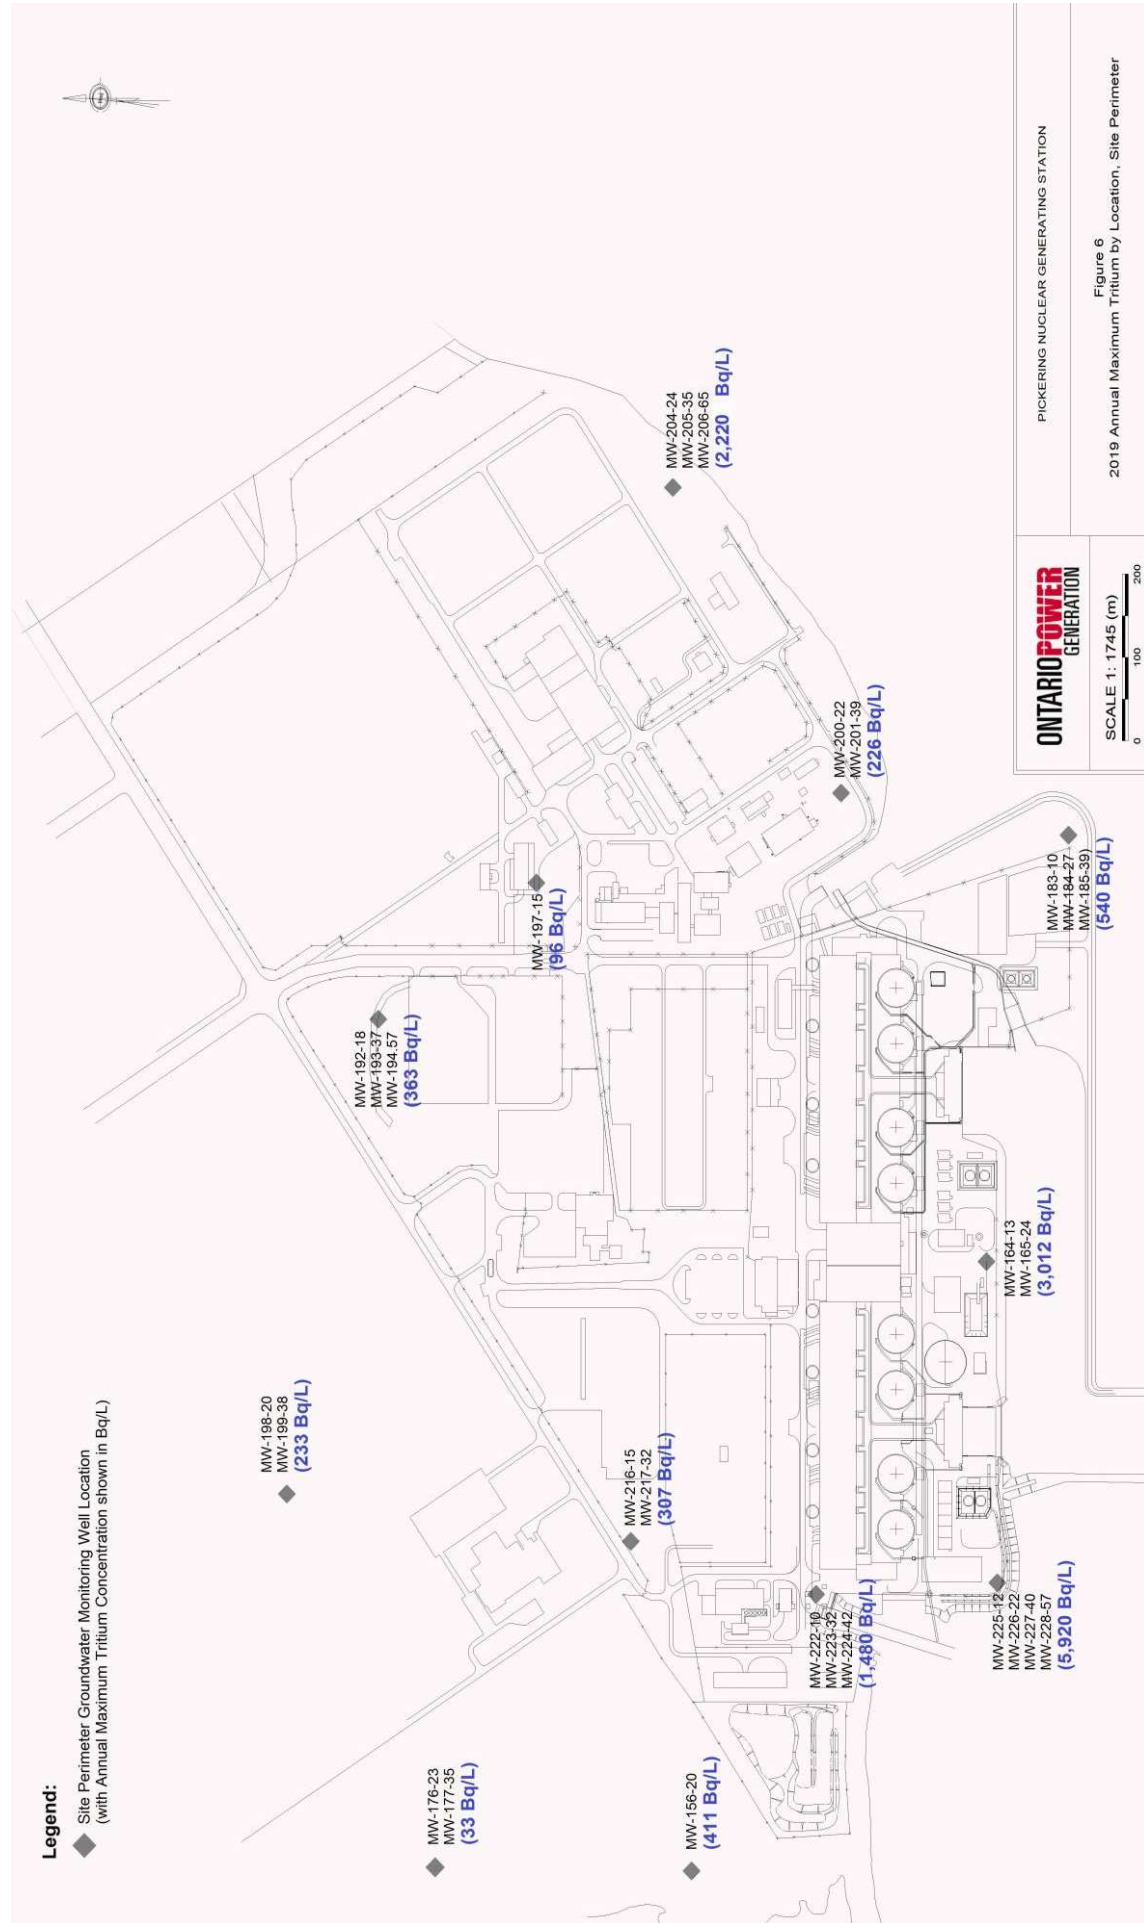 Legend:
Site Perimeter Groundwater Monitoring Well Location
(with Annual Maximum Tritium Concentration shown in Bq/L)
MW-198-20
MW-199-38
(233 Bq/L)
MW-192-18
MW-193-37
MW-194.57
(363 Bq/L)
MW-176-23
MW-177-35
(33 Bq/L)
MW-197-15
(96 Bq/L)
MW-216-15
MW-217-32
(307 Bq/L)
MW-204-24
MW-205-35
MW-206-65
(2,220 Bq/L)
MW-156-20
(411 Bq/L)
MW-222-10
MW-223-32
MW-224-42
(1,480 Bq/L)
MW-200-22
MW-201-39
(226 Bq/L)
MW-225-12
MW-226-22
MW-227-40
MW-228-57
(5,920 Bq/L)
MW-164-13
MW-165-24
(3,012 Bq/L)
MW-183-10
MW-184-27
MW-185-39)
(540 Bq/L)
ONTARIOPOWER
GENERATION
SCALE 1: 1745 (m)
0 100 200
PICKERING NUCLEAR GENERATING STATION
Figure 6
2019 Annual Maximum Tritium by Location, Site Perimeter